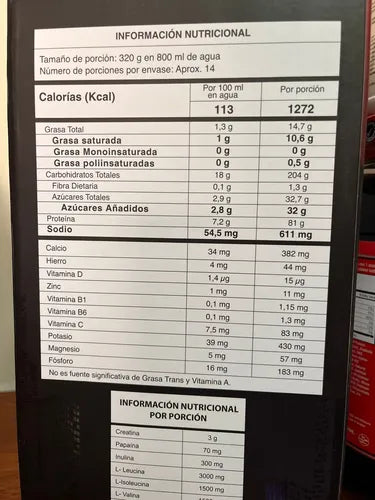 INFORMACIÓN NUTRICIONAL
Tamaño de porción: 320 g en 800 ml de agua
Número de porciones por envase: Aprox. 14
Calorías (Kcal) Por 100 ml en agua Por porción
113 1272
Grasa Total 1,3 g 14,7 g
Grasa saturada 1 g 10,6 g
Grasa Monoinsaturada 0 g 0 g
Grasa poliinsaturadas 0 g 0,5 g
Carbohidratos Totales 18 g 204 g
Fibra Dietaria 0,1 g 1,3 g
Azúcares Totales 2,9 g 32,7 g
Azúcares Añadidos 2,8 g 32 g
Proteína 7,2 g 81 g
Sodio 54,5 mg 611 mg
Calcio 34 mg 382 mg
Hierro 4 mg 44 mg
Vitamina D 1,4 µg 15 µg
Zinc 1 mg 11 mg
Vitamina B1 0,1 mg 1,15 mg
Vitamina B6 0,1 mg 1,3 mg
Vitamina C 7,5 mg 83 mg
Potasio 39 mg 430 mg
Magnesio 5 mg 57 mg
Fósforo 16 mg 183 mg
No es fuente significativa de Grasa Trans y Vitamina A.
INFORMACIÓN NUTRICIONAL
POR PORCIÓN
Creatina 3 g
Papaína 70 mg
Inulina 300 mg
L- Leucina 3000 mg
L-Isoleucina 1500 mg
L- Valina